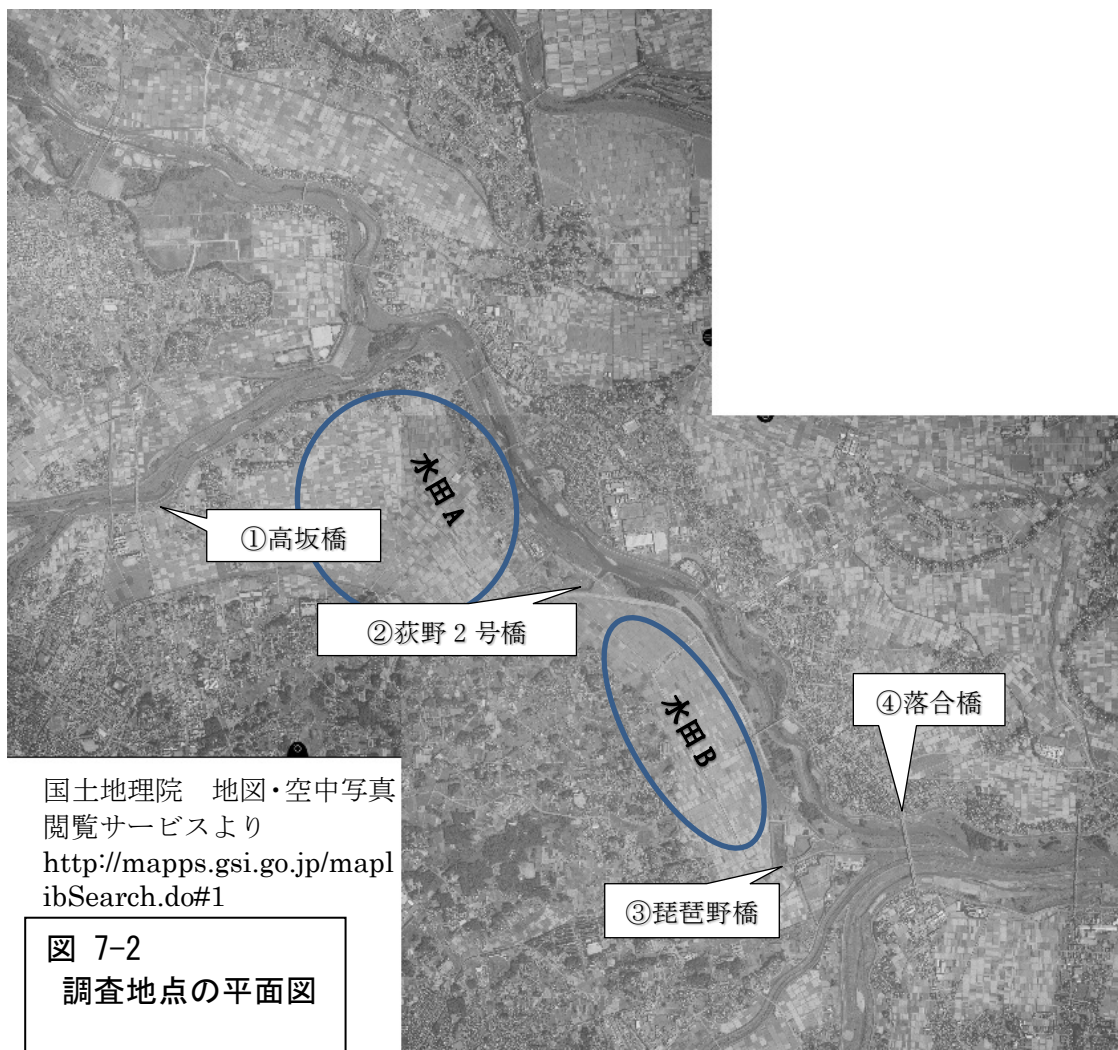 水田 A
①高坂橋
②荻野 2 号橋
水田 B
④落合橋
③琵琶野橋
国土地理院　地図・空中写真
閲覧サービスより
http://mapps.gsi.go.jp/mapl
ibSearch.do#1
図 7-2
調査地点の平面図